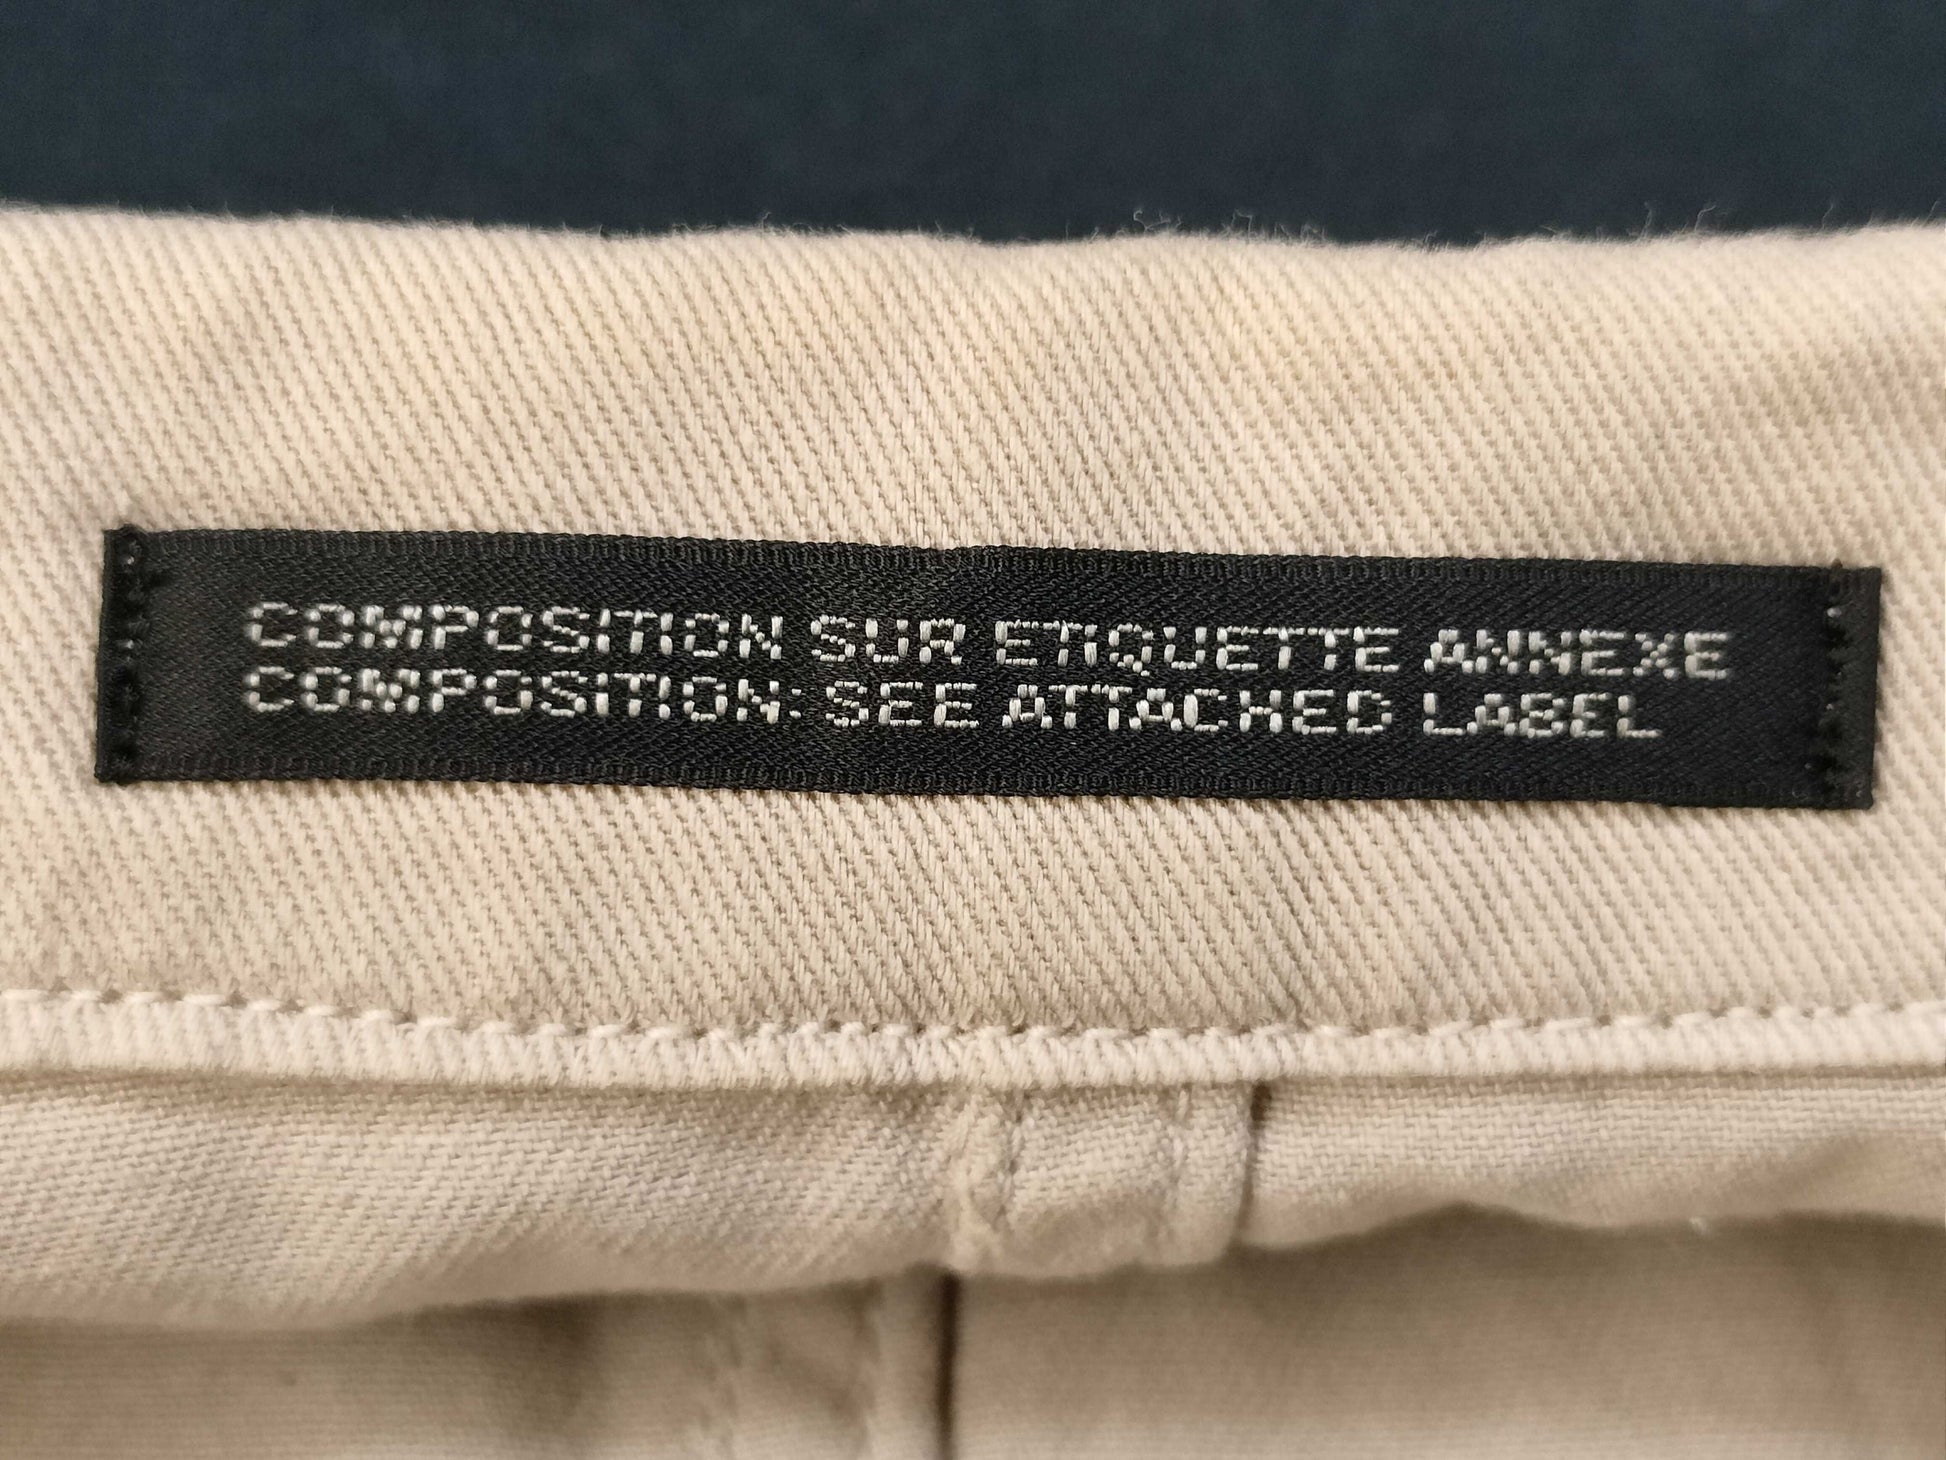 COMPOSITION SUR ETIQUETTE ANNEXE
COMPOSITION: SEE ATTACHED LABEL